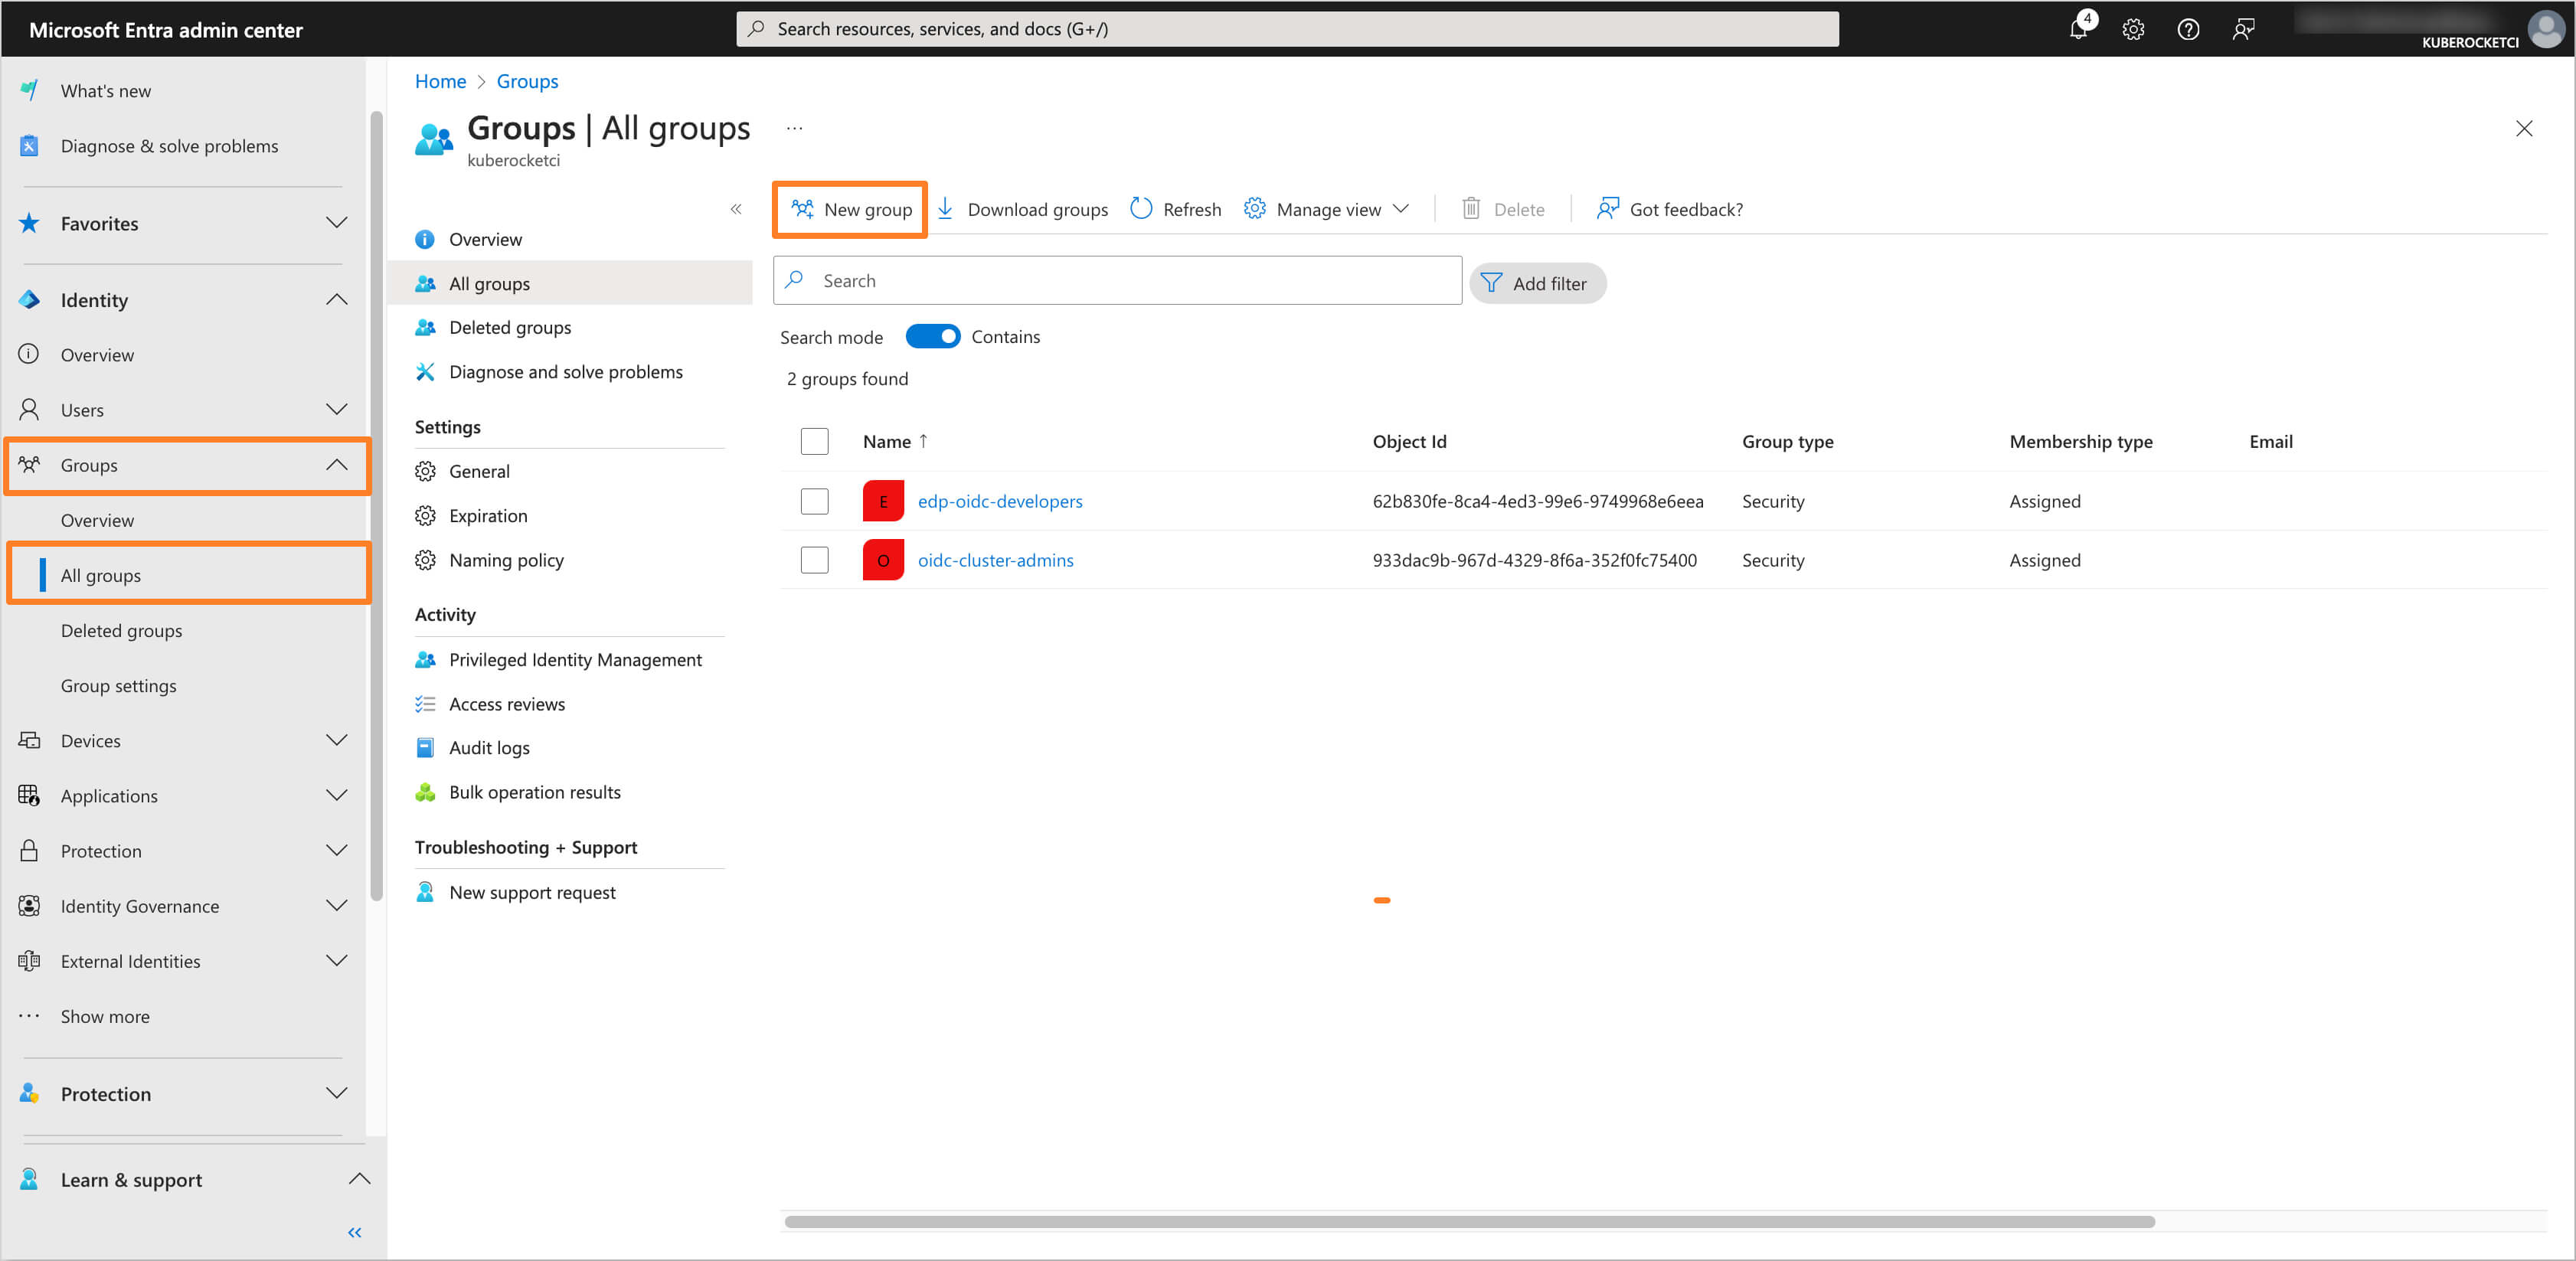 Microsoft Entra admin center
Search resources, services, and docs (G+/)
4
KUBEROCKETCI
What's new
Diagnose & solve problems
Favorites
Identity
Overview
Users
Groups
Overview
All groups
Deleted groups
Group settings
Devices
Applications
Protection
Identity Governance
External Identities
Show more
Protection
Learn & support
Home > Groups
Groups | All groups
kuberocketci
Overview
All groups
Deleted groups
Diagnose and solve problems
Settings
General
Expiration
Naming policy
Activity
Privileged Identity Management
Access reviews
Audit logs
Bulk operation results
Troubleshooting + Support
New support request
New group Download groups Refresh Manage view Delete Got feedback?
Search
Add filter
Search mode Contains
2 groups found
Name ↑ Object Id Group type Membership type Email
E edp-oidc-developers 62b830fe-8ca4-4ed3-99e6-9749968e6eea Security Assigned
O oidc-cluster-admins 933dac9b-967d-4329-8f6a-352f0fc75400 Security Assigned